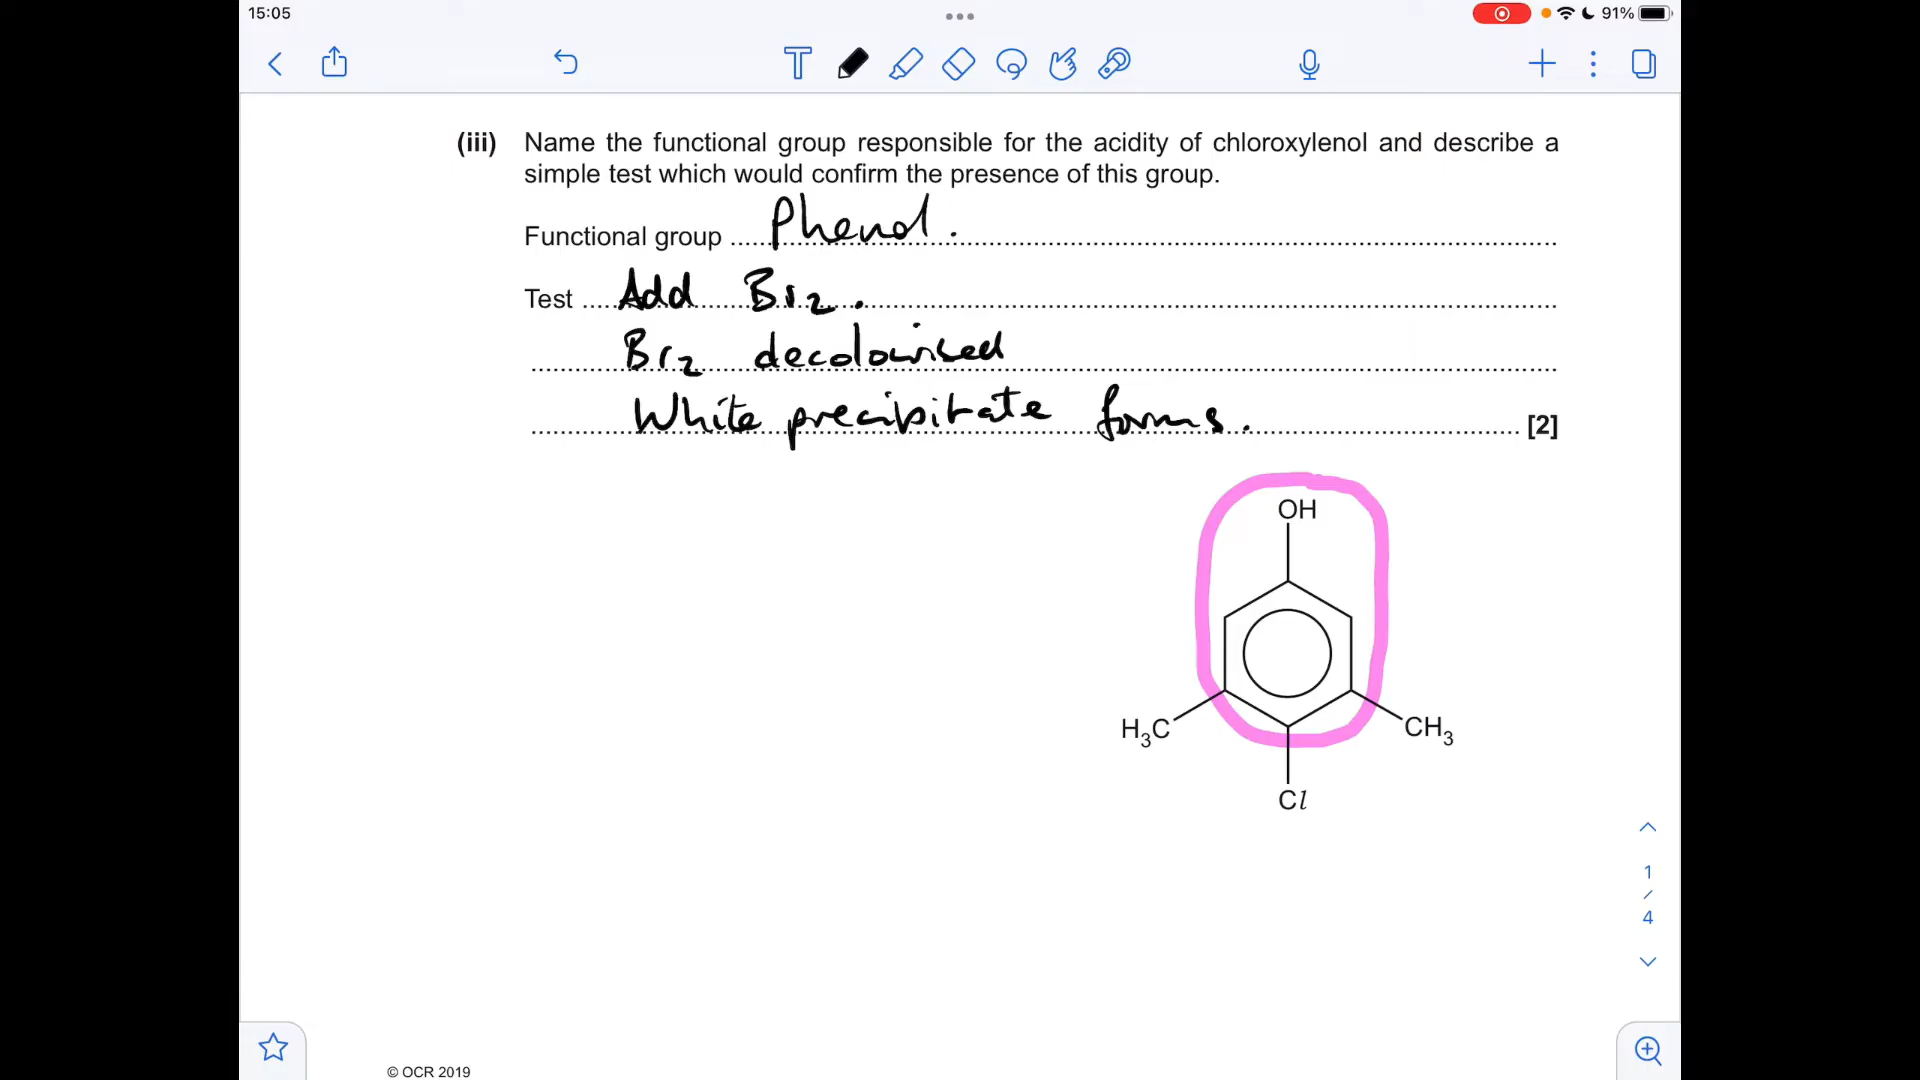 15:05
91%
(iii) Name the functional group responsible for the acidity of chloroxylenol and describe a
simple test which would confirm the presence of this group.
Functional group Phenol.
Test Add Br2.
Br2 decolourised
White precipitate forms. [2]
OH
H3C
CH3
Cl
1
/
4
© OCR 2019